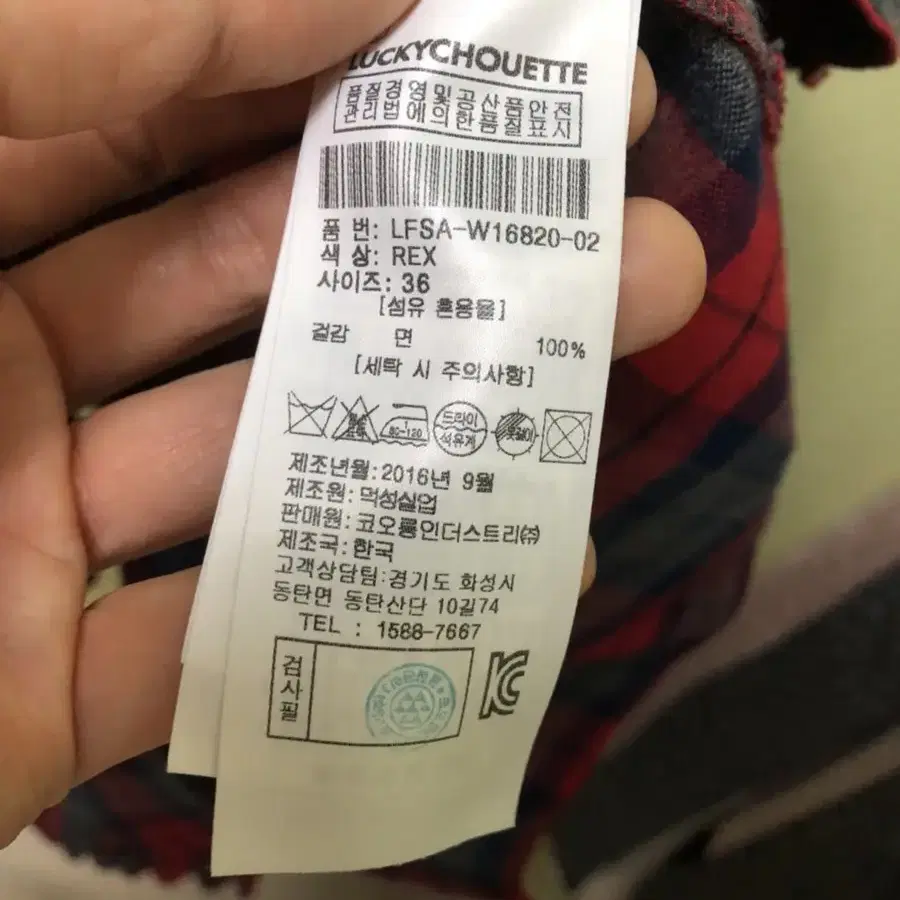 LUCKYCHOUETTE
품질경영및공산품안전
관리법에의한품질표시
품 번: LFSA-W16820-02
색 상: REX
사이즈: 36
[섬유 혼용율]
겉감 면 100%
[세탁 시 주의사항]
80-120
드라이
석유계
옷걸이
제조년월:2016년 9월
제조원: 덕성실업
판매원: 코오롱인더스트리㈜
제조국: 한국
고객상담팀:경기도 화성시
동탄면 동탄산단 10길74
TEL : 1588-7667
검사필